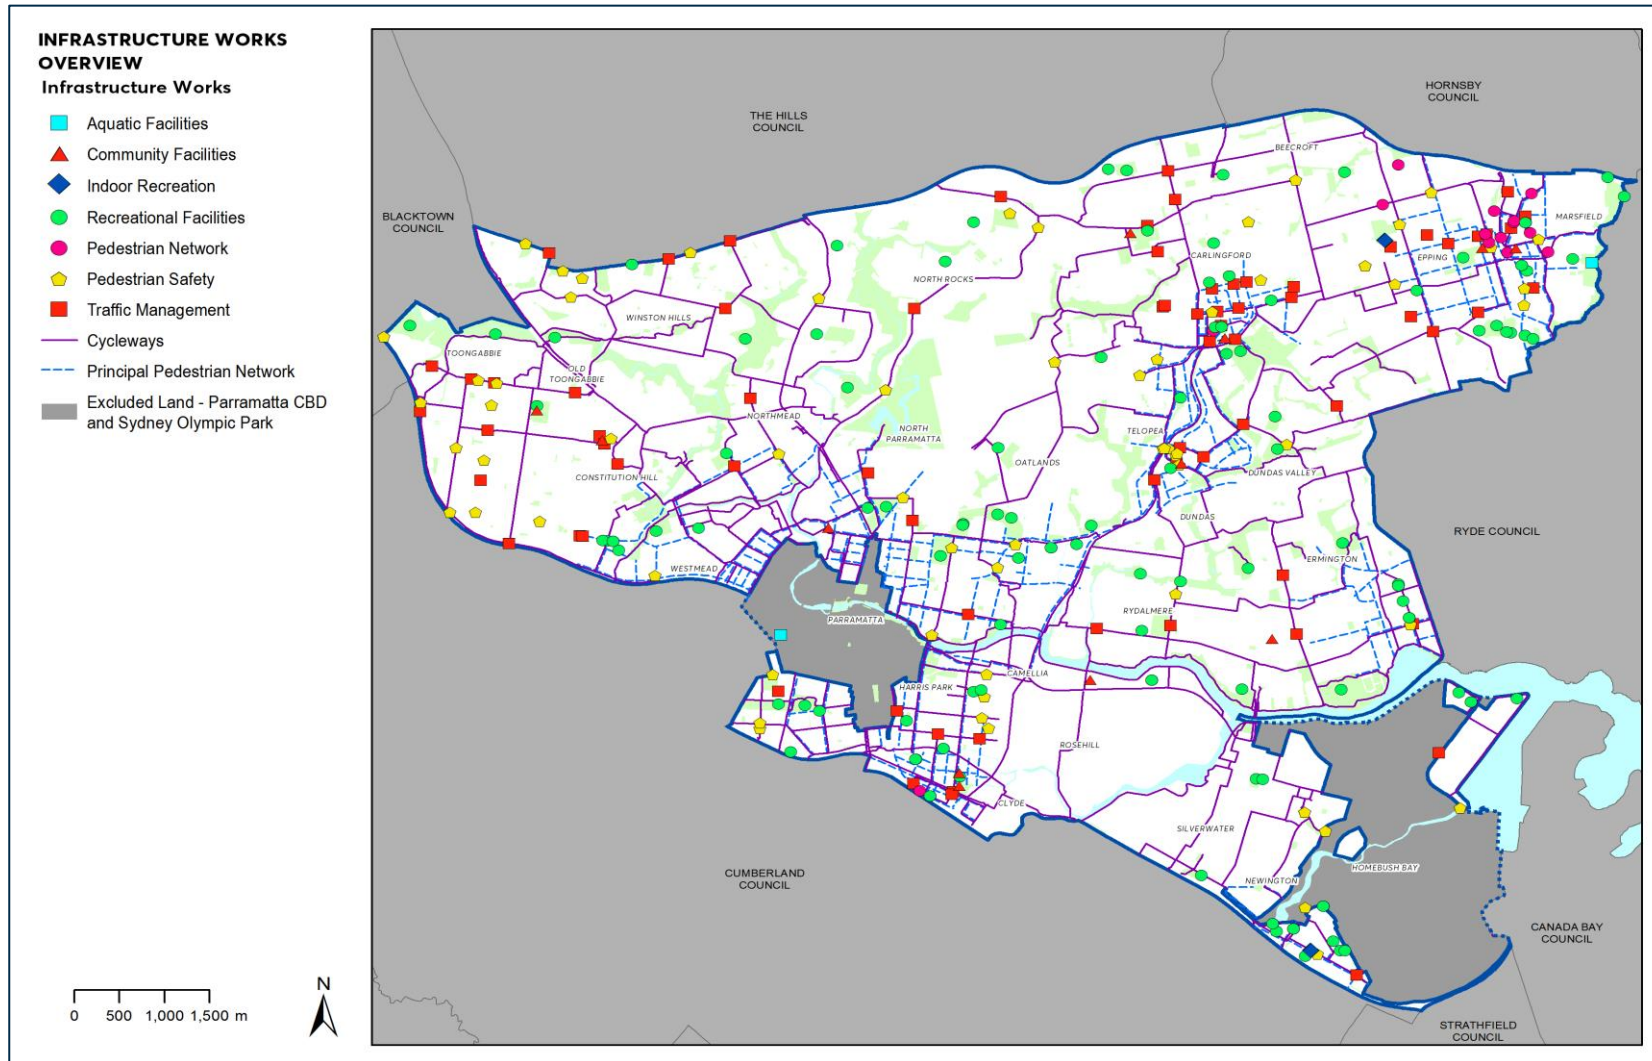 INFRASTRUCTURE WORKS
OVERVIEW
Infrastructure Works
Aquatic Facilities
Community Facilities
Indoor Recreation
Recreational Facilities
Pedestrian Network
Pedestrian Safety
Traffic Management
Cycleways
Principal Pedestrian Network
Excluded Land - Parramatta CBD
and Sydney Olympic Park
0 500 1,000 1,500 m
N
HORNSBY
COUNCIL
THE HILLS
COUNCIL
BEECROFT
BLACKTOWN
COUNCIL
MARSFIELD
CARLINGFORD
EPPING
NORTH ROCKS
WINSTON HILLS
TOONGABBIE
OLD
TOONGABBIE
NORTHMEAD
NORTH
PARRAMATTA
TELOPEA
OATLANDS
DUNDAS VALLEY
CONSTITUTION HILL
DUNDAS
RYDE COUNCIL
ERMINGTON
WESTMEAD
RYDALMERE
PARRAMATTA
CAMELLIA
HARRIS PARK
ROSEHILL
CLYDE
SILVERWATER
HOMEBUSH BAY
NEWINGTON
CUMBERLAND
COUNCIL
CANADA BAY
COUNCIL
STRATHFIELD
COUNCIL